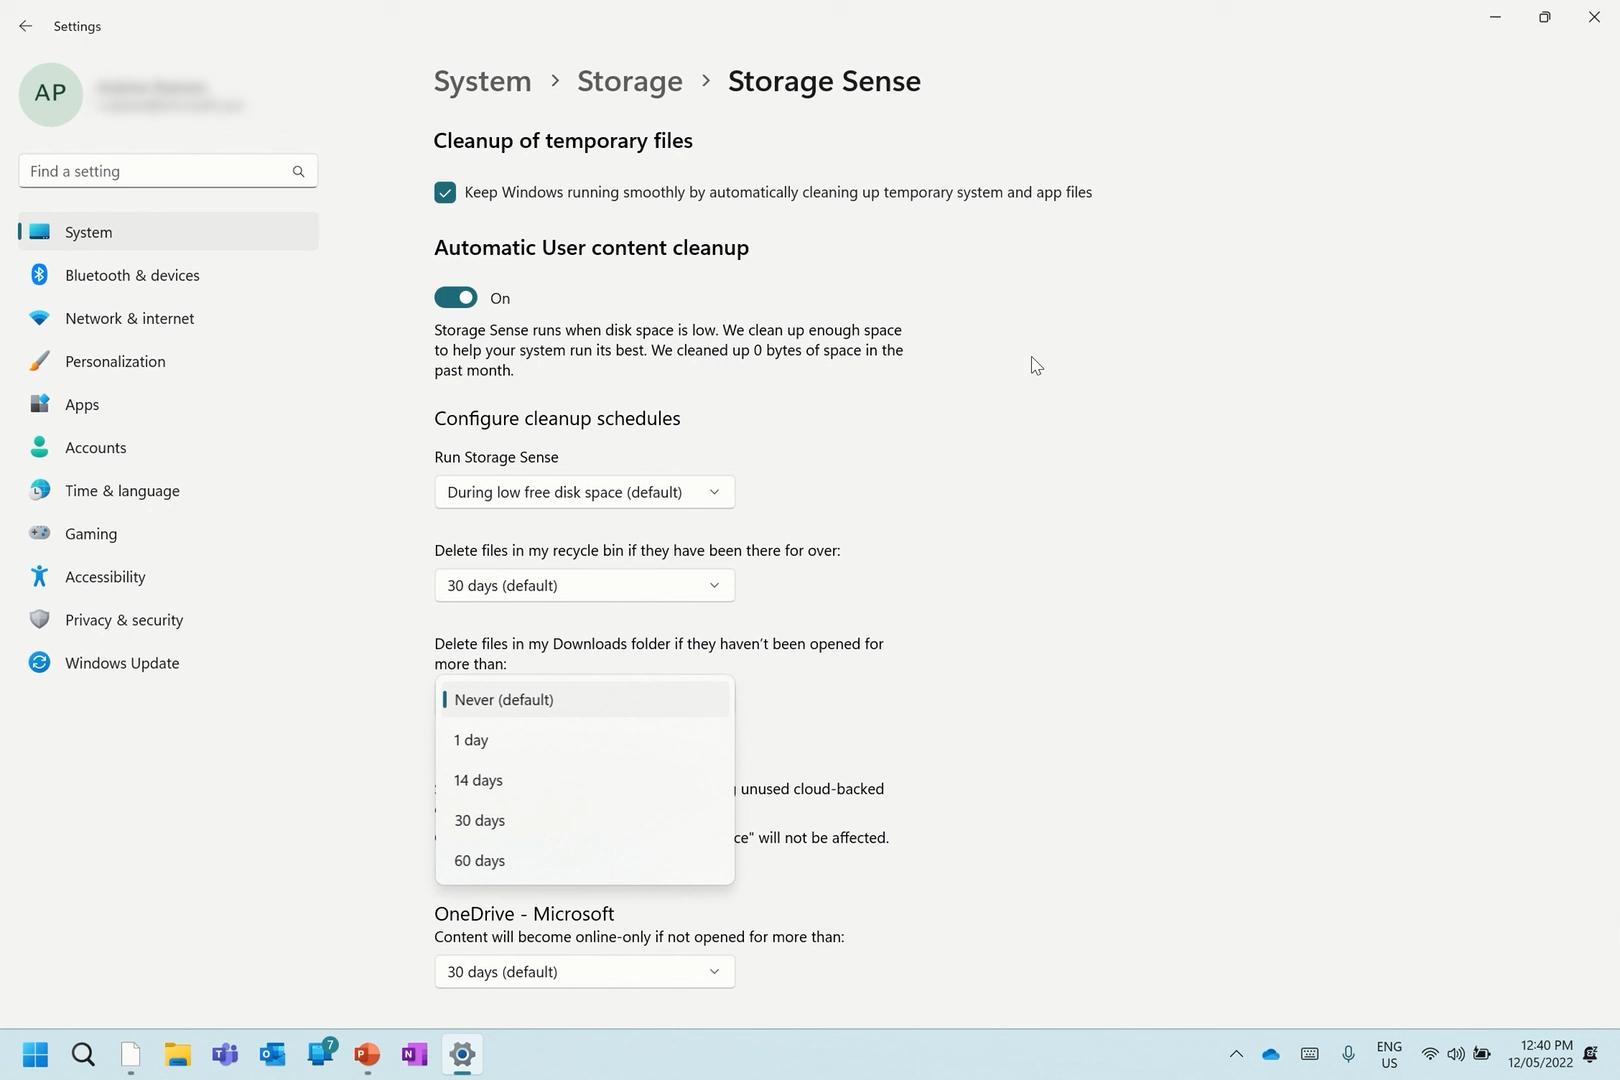 Settings
AP
Find a setting
System
Bluetooth & devices
Network & internet
Personalization
Apps
Accounts
Time & language
Gaming
Accessibility
Privacy & security
Windows Update
System > Storage > Storage Sense
Cleanup of temporary files
Keep Windows running smoothly by automatically cleaning up temporary system and app files
Automatic User content cleanup
On
Storage Sense runs when disk space is low. We clean up enough space
to help your system run its best. We cleaned up 0 bytes of space in the
past month.
Configure cleanup schedules
Run Storage Sense
During low free disk space (default)
Delete files in my recycle bin if they have been there for over:
30 days (default)
Delete files in my Downloads folder if they haven't been opened for
more than:
Never (default)
1 day
14 days
unused cloud-backed
30 days
ce" will not be affected.
60 days
OneDrive - Microsoft
Content will become online-only if not opened for more than:
30 days (default)
7
ENG
US
12:40 PM
12/05/2022